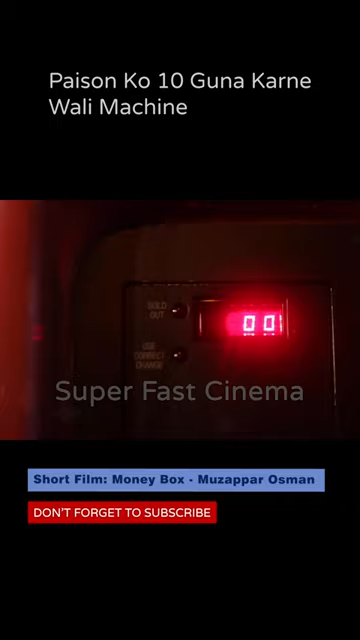 Paison Ko 10 Guna Karne
Wali Machine
SOLD
OUT
00
USE
CORRECT
CHANGE
Super Fast Cinema
Short Film: Money Box - Muzappar Osman
DON'T FORGET TO SUBSCRIBE